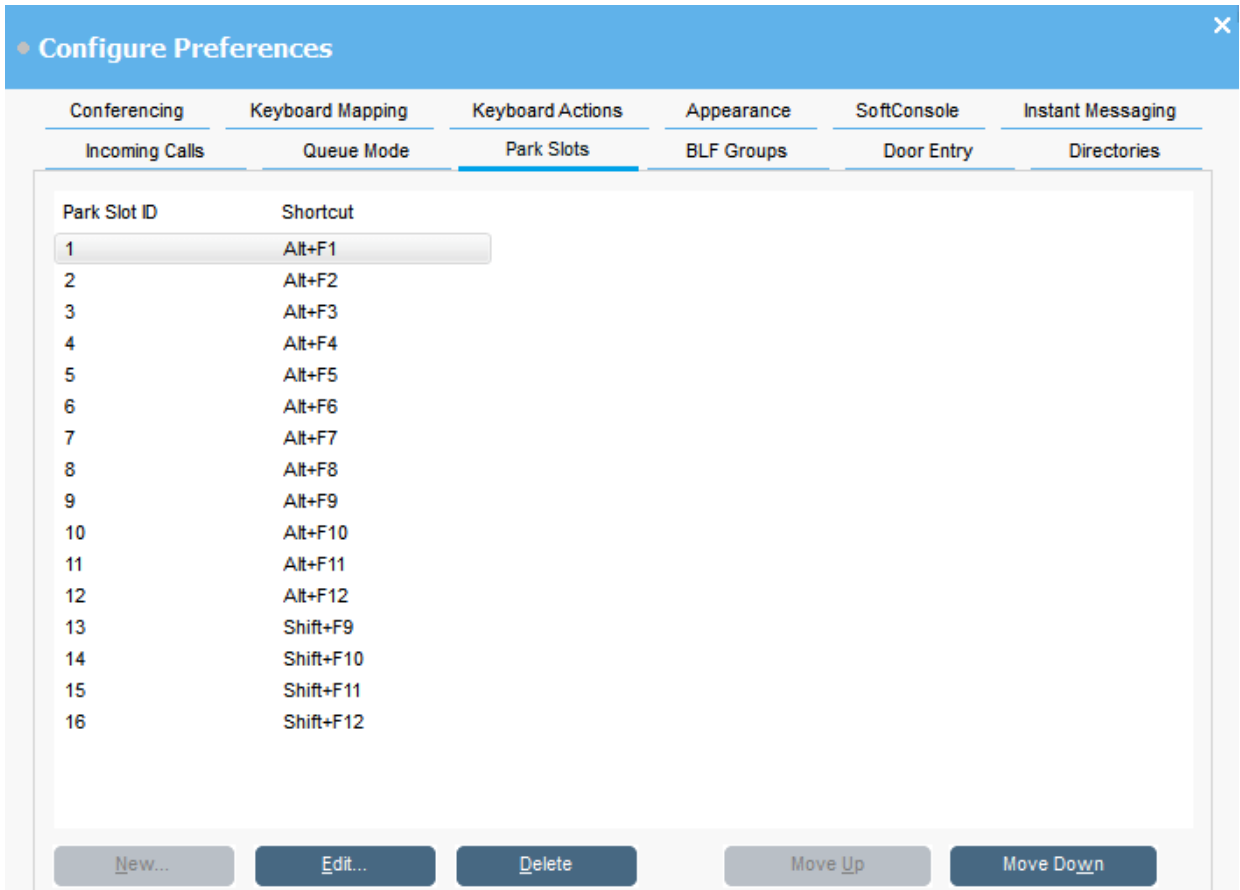 Configure Preferences
Conferencing Keyboard Mapping Keyboard Actions Appearance SoftConsole Instant Messaging
Incoming Calls Queue Mode Park Slots BLF Groups Door Entry Directories
Park Slot ID Shortcut
1 Alt+F1
2 Alt+F2
3 Alt+F3
4 Alt+F4
5 Alt+F5
6 Alt+F6
7 Alt+F7
8 Alt+F8
9 Alt+F9
10 Alt+F10
11 Alt+F11
12 Alt+F12
13 Shift+F9
14 Shift+F10
15 Shift+F11
16 Shift+F12
New... Edit... Delete Move Up Move Down